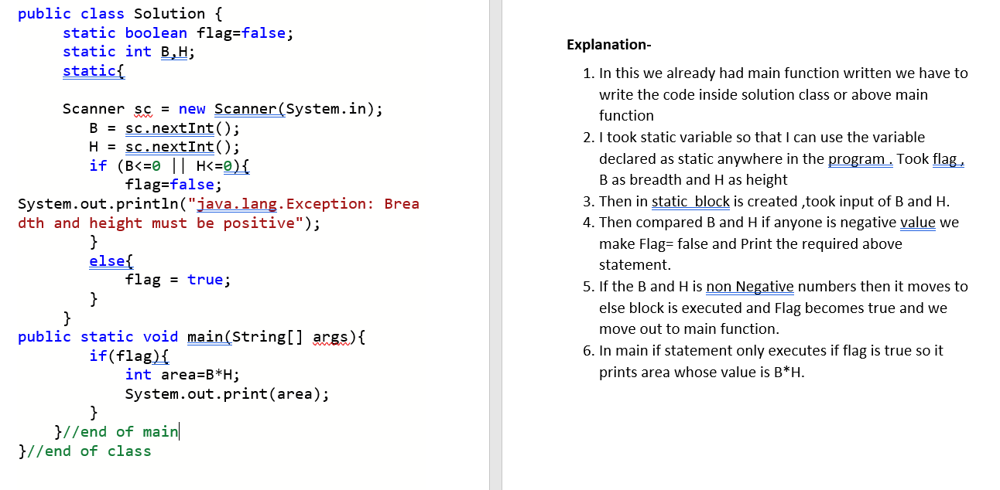 public class Solution {
static boolean flag=false;
static int B,H;
static{
Scanner sc = new Scanner(System.in);
B = sc.nextInt();
H = sc.nextInt();
if (B<=0 || H<=0){
flag=false;
System.out.println("java.lang.Exception: Brea
dth and height must be positive");
}
else{
flag = true;
}
}
public static void main(String[] args){
if(flag){
int area=B*H;
System.out.print(area);
}
}//end of main
}//end of class
Explanation-
1. In this we already had main function written we have to
write the code inside solution class or above main
function
2. I took static variable so that I can use the variable
declared as static anywhere in the program . Took flag ,
B as breadth and H as height
3. Then in static block is created ,took input of B and H.
4. Then compared B and H if anyone is negative value we
make Flag= false and Print the required above
statement.
5. If the B and H is non Negative numbers then it moves to
else block is executed and Flag becomes true and we
move out to main function.
6. In main if statement only executes if flag is true so it
prints area whose value is B*H.